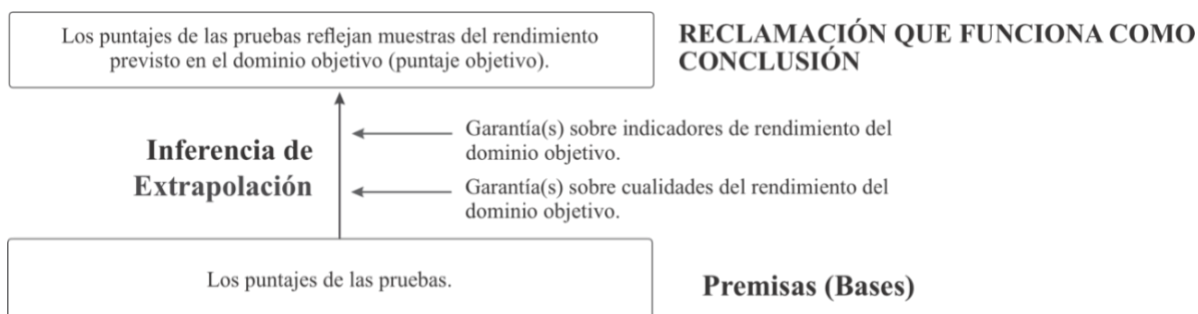 Los puntajes de las pruebas reflejan muestras del rendimiento
previsto en el dominio objetivo (puntaje objetivo).
RECLAMACIÓN QUE FUNCIONA COMO
CONCLUSIÓN
Inferencia de
Extrapolación
Garantía(s) sobre indicadores de rendimiento del
dominio objetivo.
Garantía(s) sobre cualidades del rendimiento del
dominio objetivo.
Los puntajes de las pruebas.
Premisas (Bases)